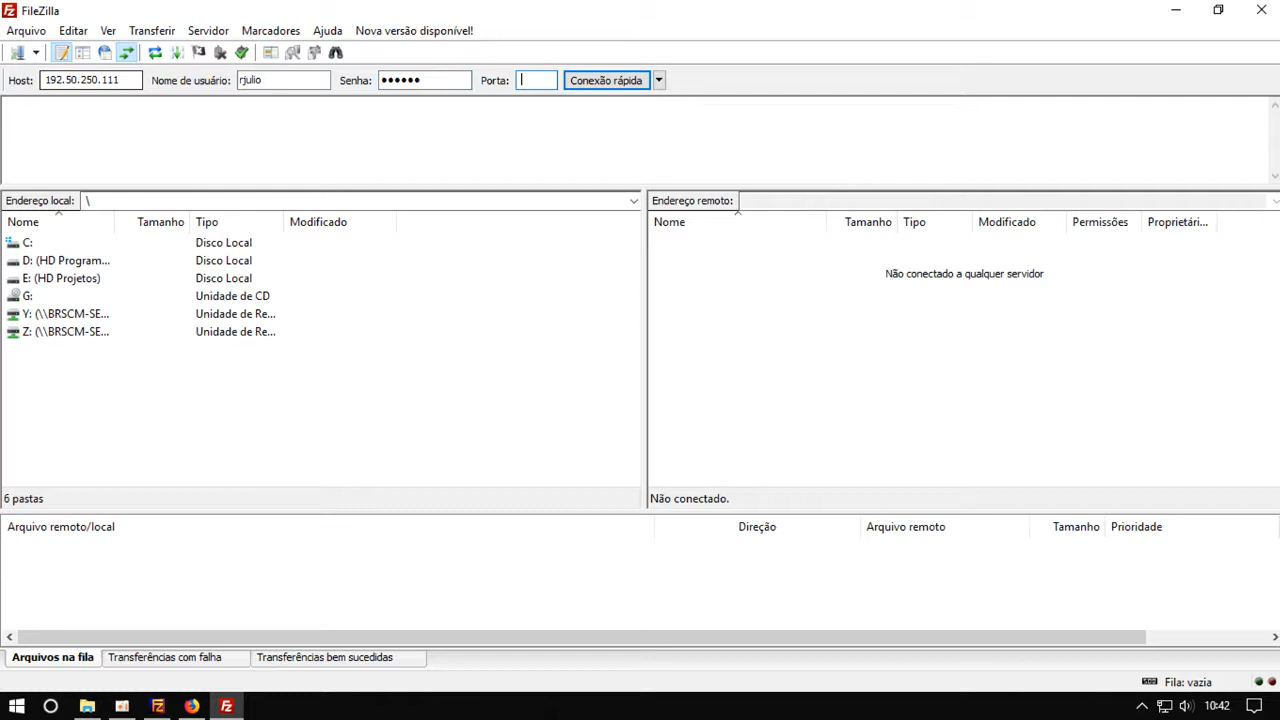 FileZilla
Arquivo Editar Ver Transferir Servidor Marcadores Ajuda Nova versão disponível!
Host: 192.50.250.111 Nome de usuário: rjulio Senha: ●●●●●● Porta: Conexão rápida
Endereço local: \
Nome Tamanho Tipo Modificado
C: Disco Local
D: (HD Program... Disco Local
E: (HD Projetos) Disco Local
G: Unidade de CD
Y: (\\BRSCM-SE... Unidade de Re...
Z: (\\BRSCM-SE... Unidade de Re...
6 pastas
Endereço remoto:
Nome Tamanho Tipo Modificado Permissões Proprietári...
Não conectado a qualquer servidor
Não conectado.
Arquivo remoto/local Direção Arquivo remoto Tamanho Prioridade
Arquivos na fila Transferências com falha Transferências bem sucedidas
Fila: vazia
10:42